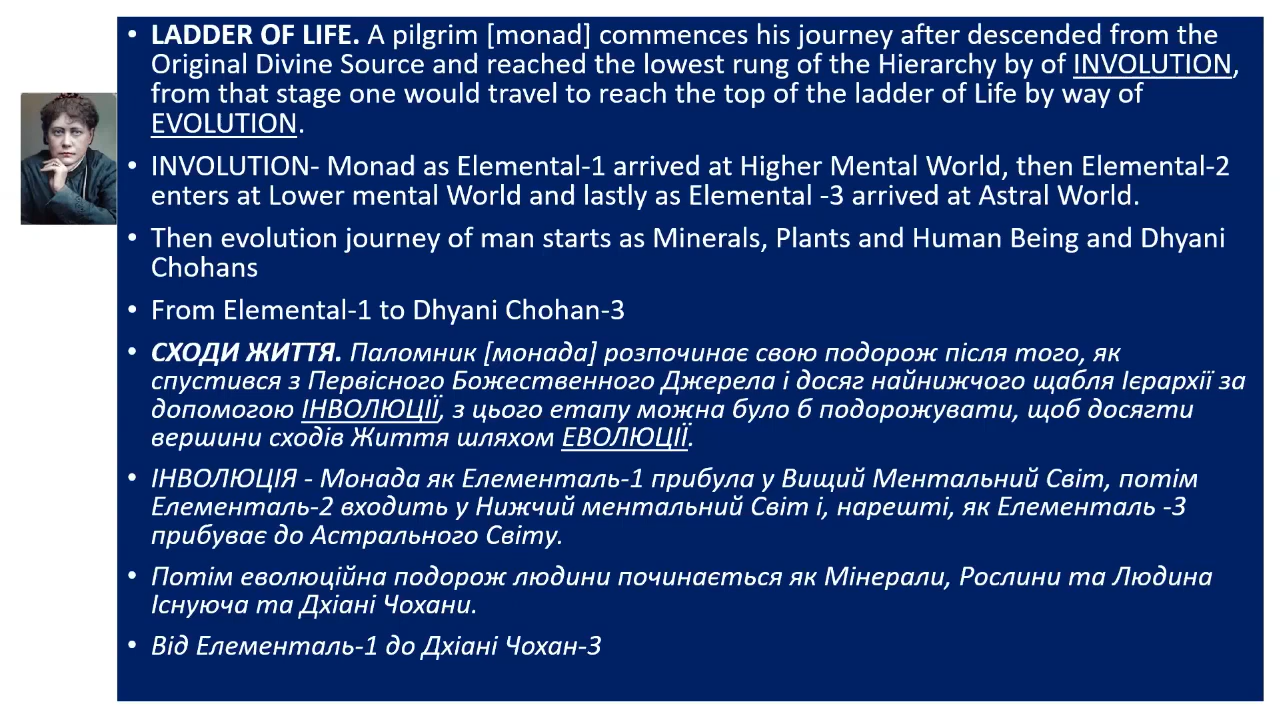 • LADDER OF LIFE. A pilgrim [monad] commences his journey after descended from the
Original Divine Source and reached the lowest rung of the Hierarchy by of INVOLUTION,
from that stage one would travel to reach the top of the ladder of Life by way of
EVOLUTION.
• INVOLUTION- Monad as Elemental-1 arrived at Higher Mental World, then Elemental-2
enters at Lower mental World and lastly as Elemental -3 arrived at Astral World.
• Then evolution journey of man starts as Minerals, Plants and Human Being and Dhyani
Chohans
• From Elemental-1 to Dhyani Chohan-3
• СХОДИ ЖИТТЯ. Паломник [монада] розпочинає свою подорож після того, як
спустився з Первісного Божественного Джерела і досяг найнижчого щабля Ієрархії за
допомогою ІНВОЛЮЦІЇ, з цього етапу можна було б подорожувати, щоб досягти
вершини сходів Життя шляхом ЕВОЛЮЦІЇ.
• ІНВОЛЮЦІЯ - Монада як Елементаль-1 прибула у Вищий Ментальний Світ, потім
Елементаль-2 входить у Нижчий ментальний Світ і, нарешті, як Елементаль -3
прибуває до Астрального Світу.
• Потім еволюційна подорож людини починається як Мінерали, Рослини та Людина
Існуюча та Дхіані Чохани.
• Від Елементаль-1 до Дхіані Чохан-3